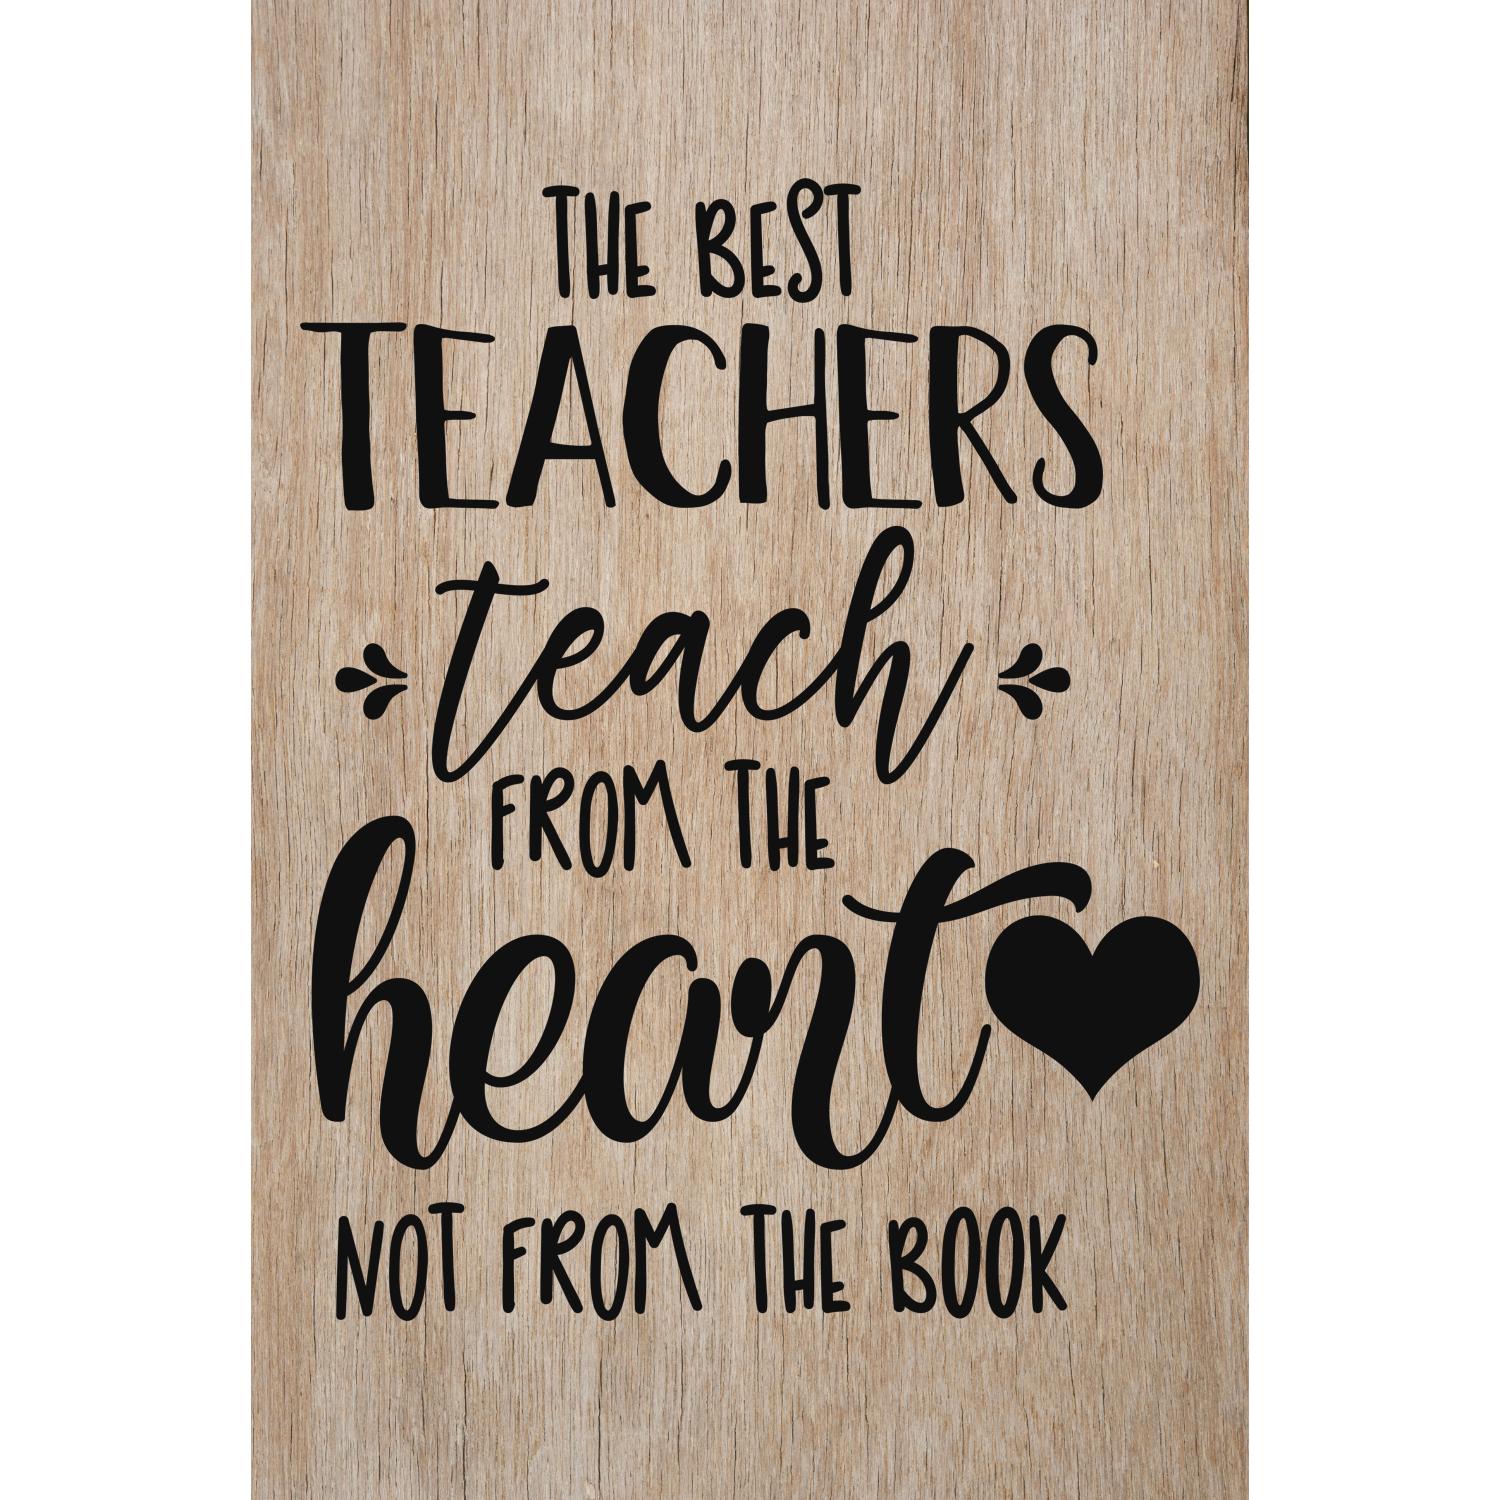 THE BEST
TEACHERS
teach
FROM THE
heart
NOT FROM THE BOOK